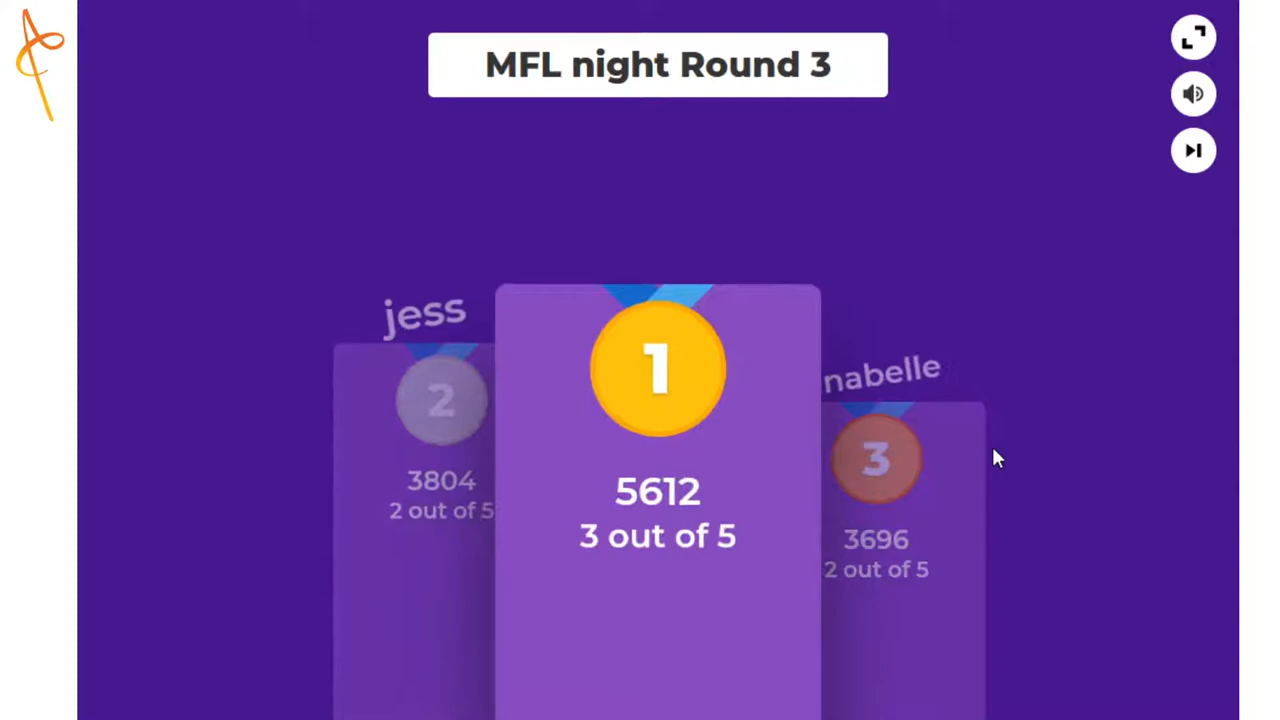 MFL night Round 3
jess
1
2
nabelle
3
5612
3 out of 5
3804
2 out of 5
3696
2 out of 5